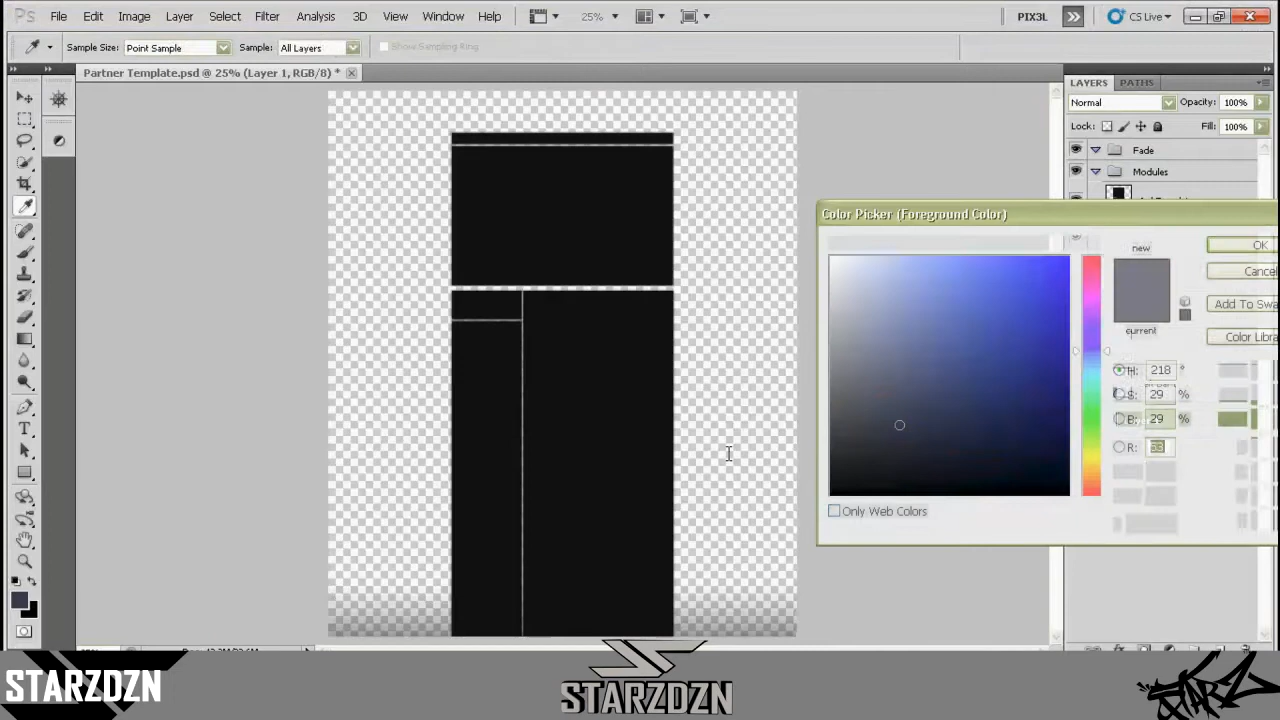 Ps File Edit Image Layer Select Filter Analysis 3D View Window Help 25% PIX3L CS Live
Sample Size: Point Sample Sample: All Layers Show Sampling Ring
Partner Template.psd @ 25% (Layer 1, RGB/8) *
LAYERS PATHS
Normal Opacity: 100%
Lock: Fill: 100%
Fade
Modules
Color Picker (Foreground Color)
new
OK
Cancel
Add To Swa
current
Color Libra
H: 218 °
S: 29 %
B: 29 %
R:
Only Web Colors
STARZDZN
STARZDZN
STARZ